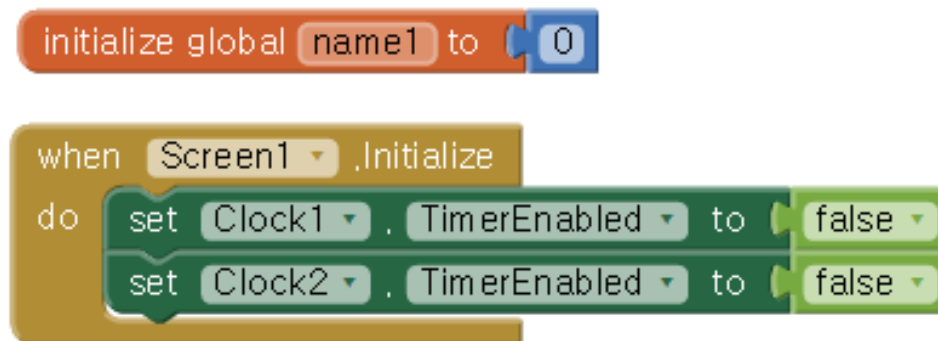 initialize global name1 to 0
when Screen1 .Initialize
do set Clock1 . TimerEnabled to false
set Clock2 . TimerEnabled to false